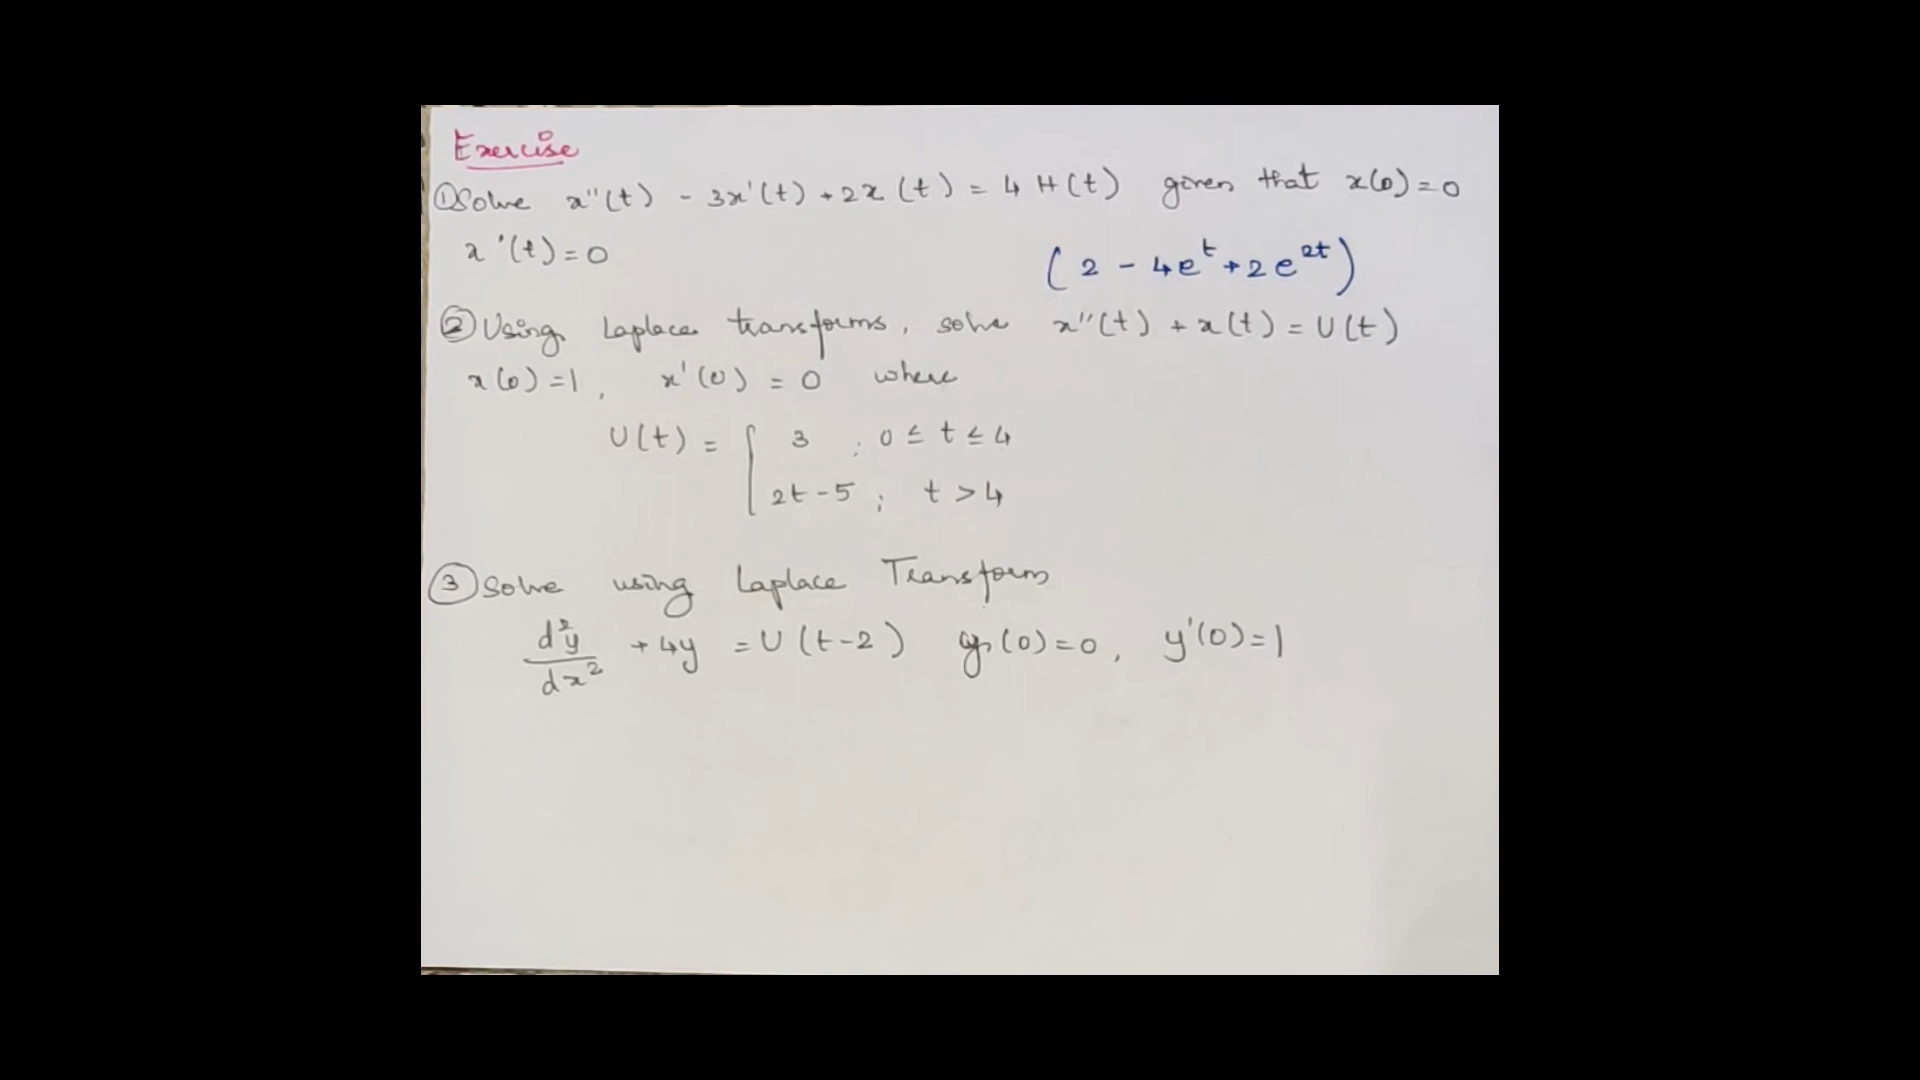 Exercise
① Solve x''(t) - 3x'(t) + 2x(t) = 4 H(t) given that x(0) = 0
x'(t) = 0
(2 - 4e^t + 2e^{2t})
② Using Laplace transforms, solve x''(t) + x(t) = U(t)
x(0) = 1, x'(0) = 0 where
U(t) = { 3 ; 0 ≤ t ≤ 4
2t - 5 ; t > 4
③ Solve using Laplace Transform
d²y/dx² + 4y = U(t-2) y(0) = 0, y'(0) = 1